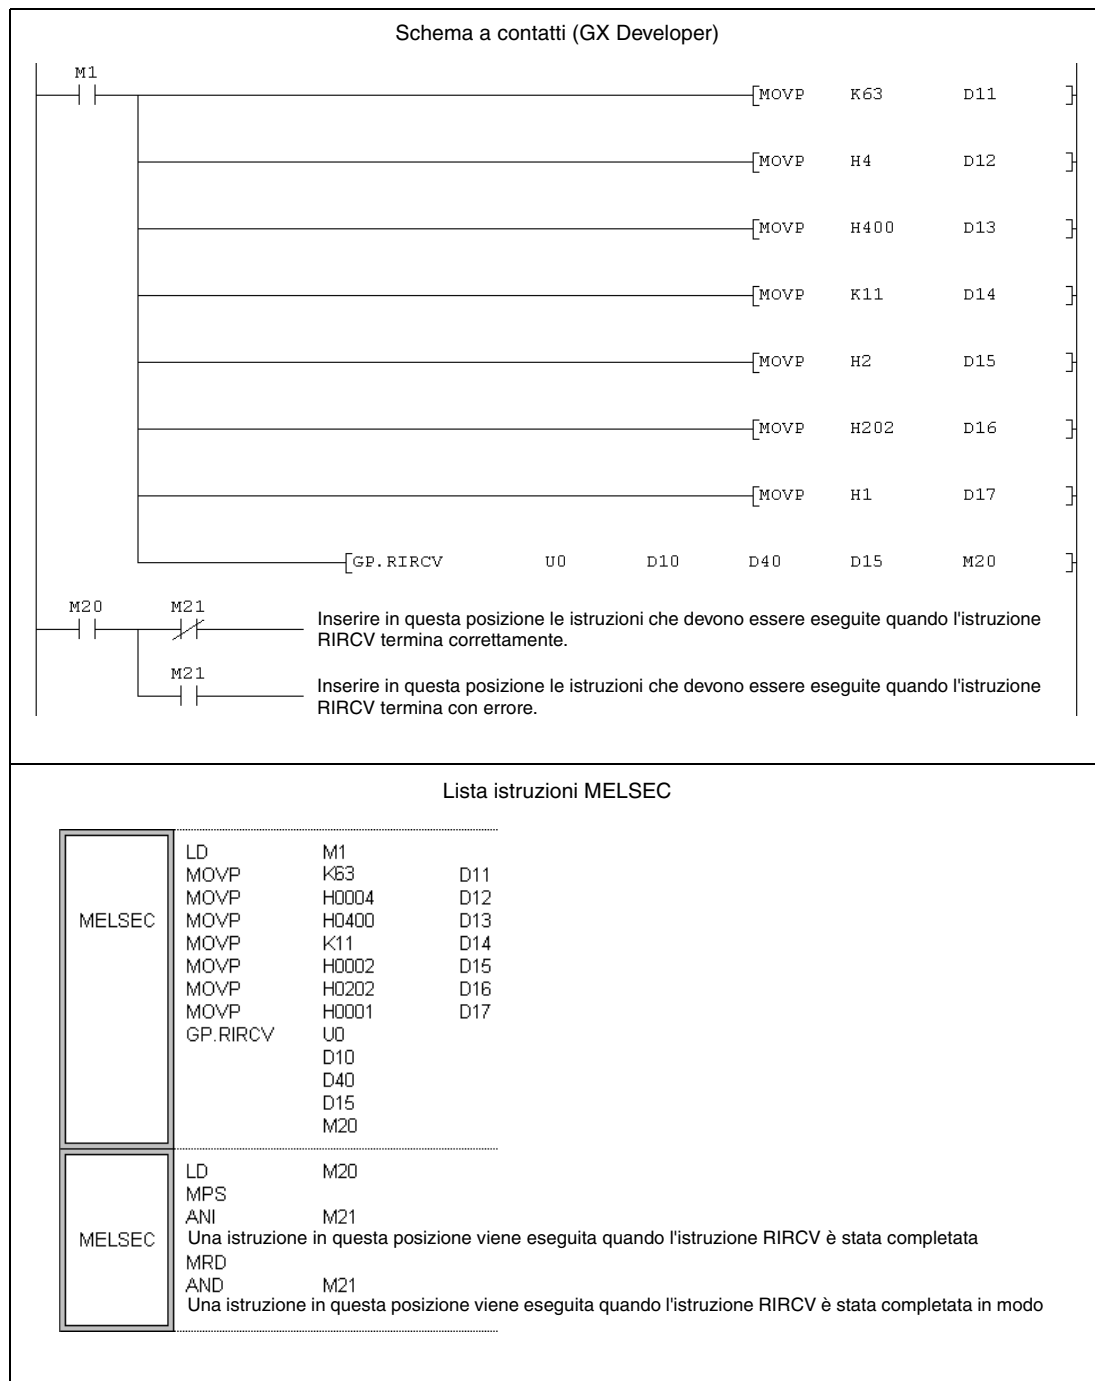 Schema a contatti (GX Developer)
M1
MOVP K63 D11
MOVP H4 D12
MOVP H400 D13
MOVP K11 D14
MOVP H2 D15
MOVP H202 D16
MOVP H1 D17
GP.RIRCV U0 D10 D40 D15 M20
M20 M21
Inserire in questa posizione le istruzioni che devono essere eseguite quando l'istruzione
RIRCV termina correttamente.
M21
Inserire in questa posizione le istruzioni che devono essere eseguite quando l'istruzione
RIRCV termina con errore.
Lista istruzioni MELSEC
LD M1
MOVP K63 D11
MOVP H0004 D12
MELSEC MOVP H0400 D13
MOVP K11 D14
MOVP H0002 D15
MOVP H0202 D16
MOVP H0001 D17
GP.RIRCV U0
D10
D40
D15
M20
LD M20
MPS
ANI M21
MELSEC Una istruzione in questa posizione viene eseguita quando l'istruzione RIRCV è stata completata
MRD
AND M21
Una istruzione in questa posizione viene eseguita quando l'istruzione RIRCV è stata completata in modo